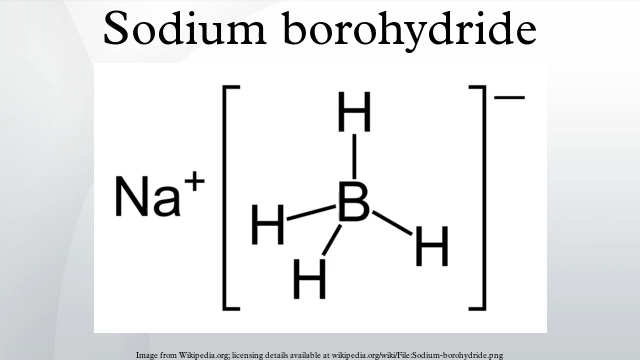 Sodium borohydride
H
Na+ [ B ]−
H
H
H
Image from Wikipedia.org; licensing details available at wikipedia.org/wiki/File:Sodium-borohydride.png